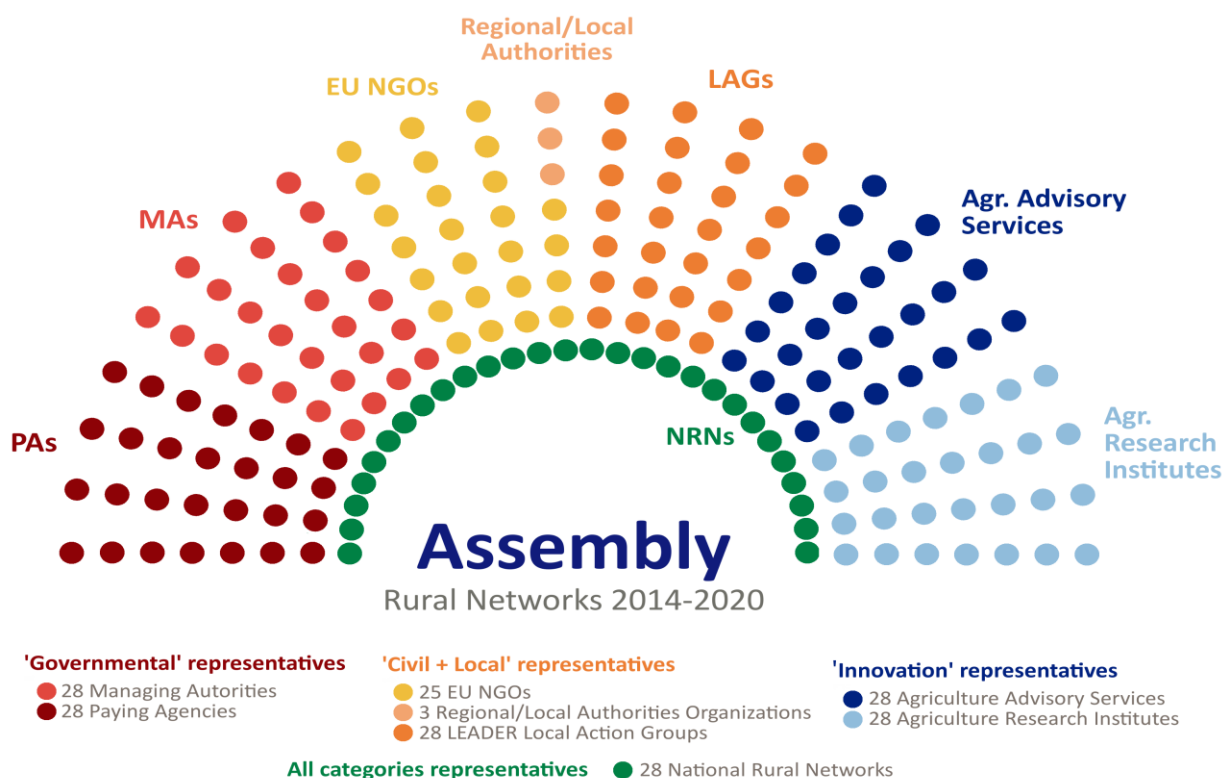 Regional/Local
Authorities
EU NGOs
LAGs
MAs
Agr. Advisory
Services
PAs
NRNs
Agr.
Research
Institutes
Assembly
Rural Networks 2014-2020
'Governmental' representatives
28 Managing Autorities
28 Paying Agencies
'Civil + Local' representatives
25 EU NGOs
3 Regional/Local Authorities Organizations
28 LEADER Local Action Groups
'Innovation' representatives
28 Agriculture Advisory Services
28 Agriculture Research Institutes
All categories representatives
28 National Rural Networks